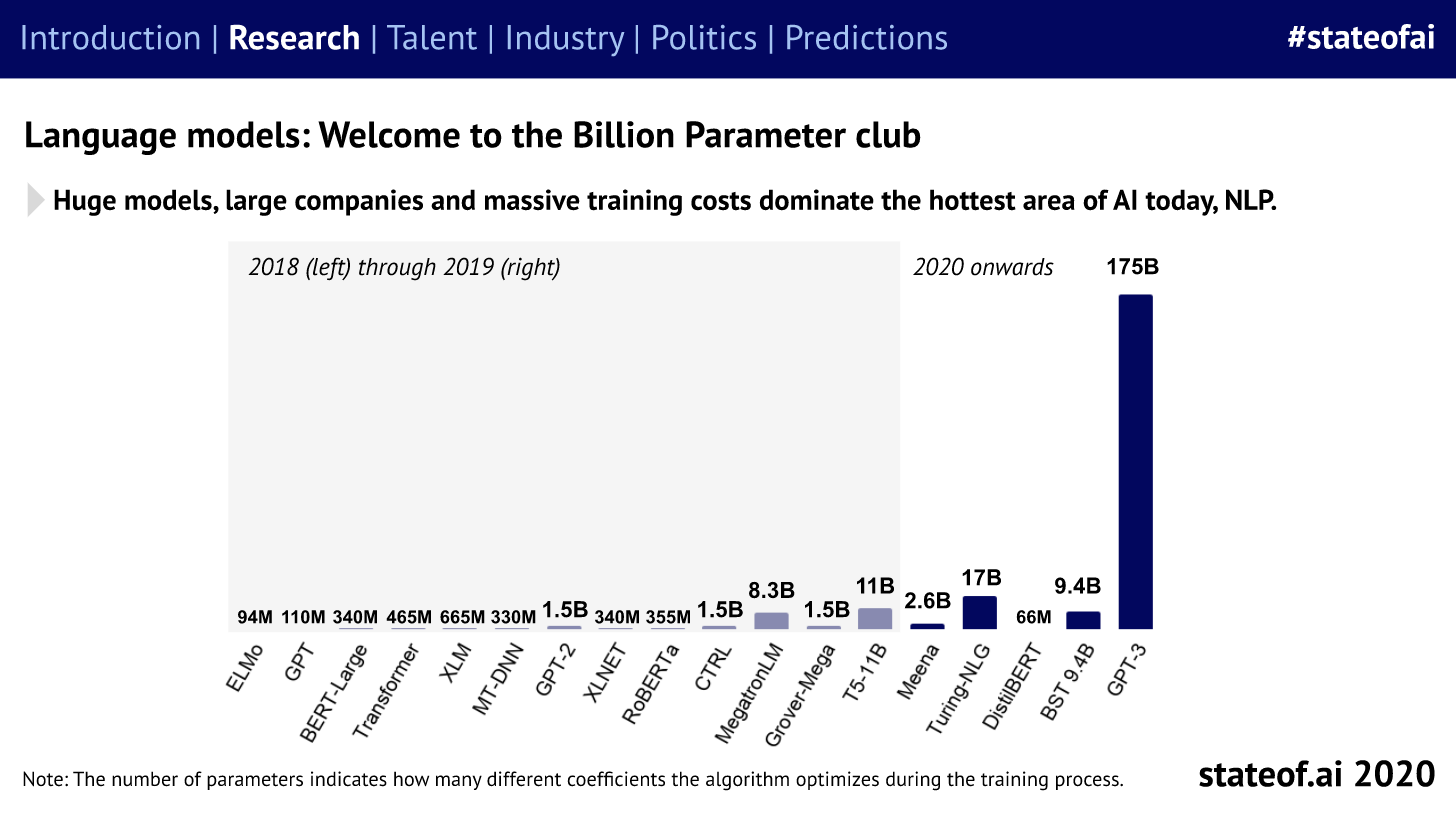 Introduction | Research | Talent | Industry | Politics | Predictions
#stateofai
Language models: Welcome to the Billion Parameter club
Huge models, large companies and massive training costs dominate the hottest area of AI today, NLP.
2018 (left) through 2019 (right)
2020 onwards
175B
94M 110M 340M 465M 665M 330M 1.5B 340M 355M 1.5B 8.3B 1.5B 11B 2.6B 17B 66M 9.4B
ELMo
GPT
BERT-Large
Transformer
XLM
MT-DNN
GPT-2
XLNET
RoBERTa
CTRL
MegatronLM
Grover-Mega
T5-11B
Meena
Turing-NLG
DistilBERT
BST 9.4B
GPT-3
Note: The number of parameters indicates how many different coefficients the algorithm optimizes during the training process.
stateof.ai 2020